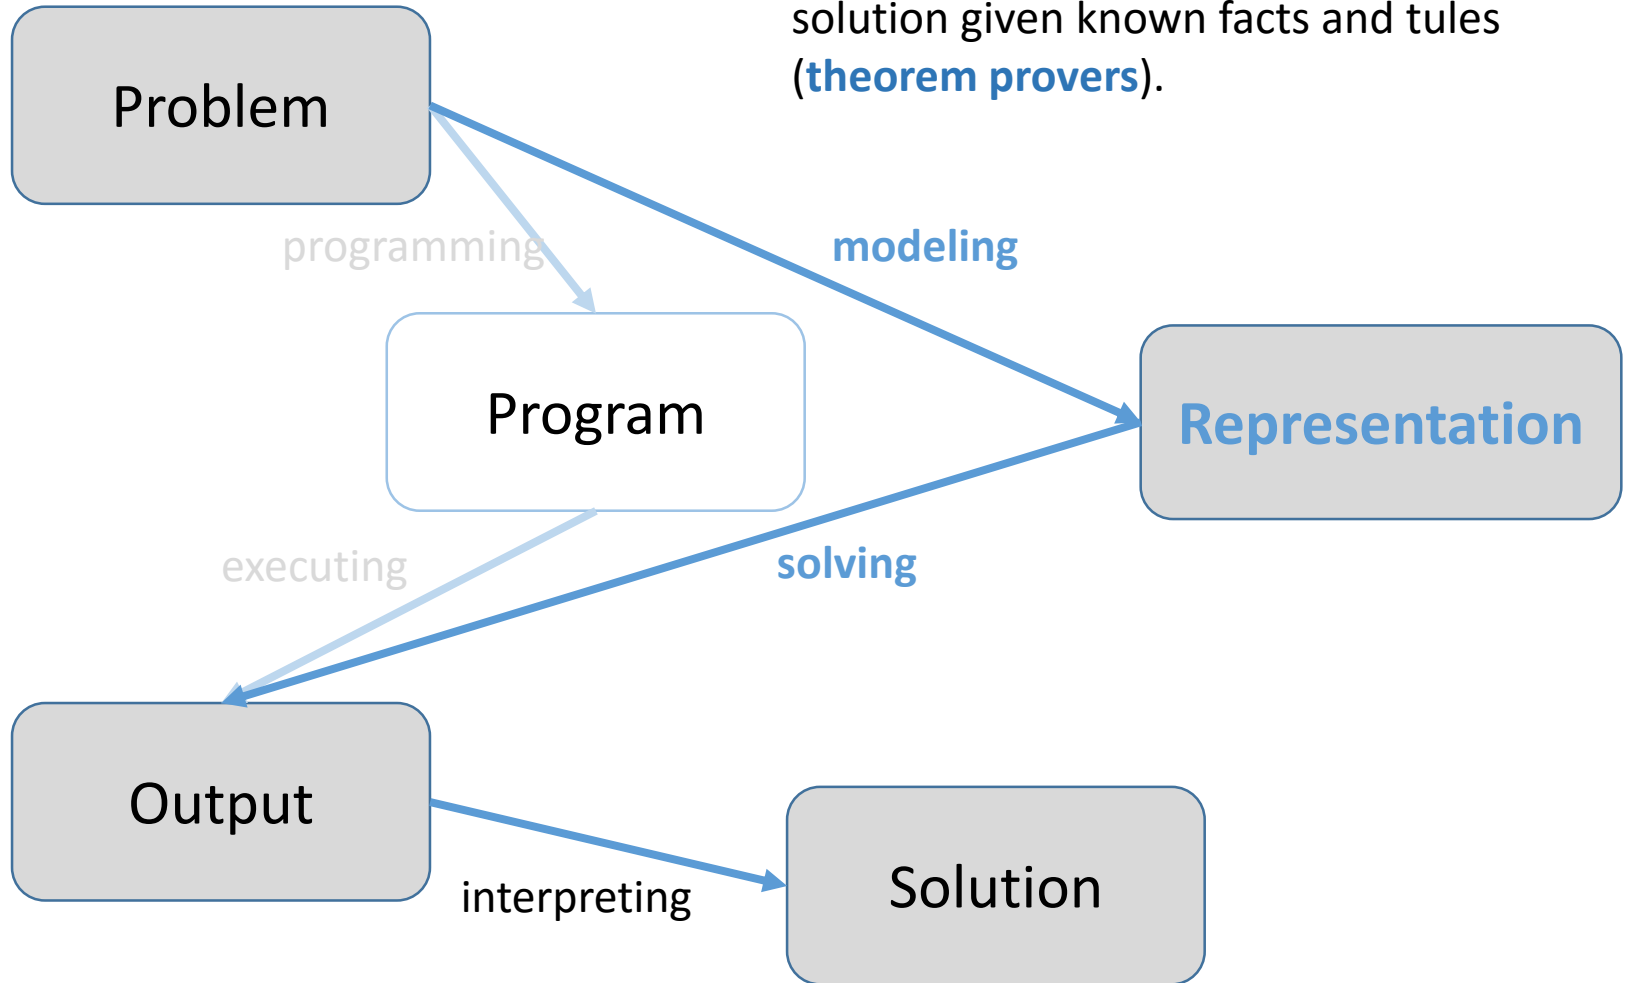 solution given known facts and tules
(theorem provers).
Problem
programming
modeling
Program
Representation
executing
solving
Output
interpreting
Solution